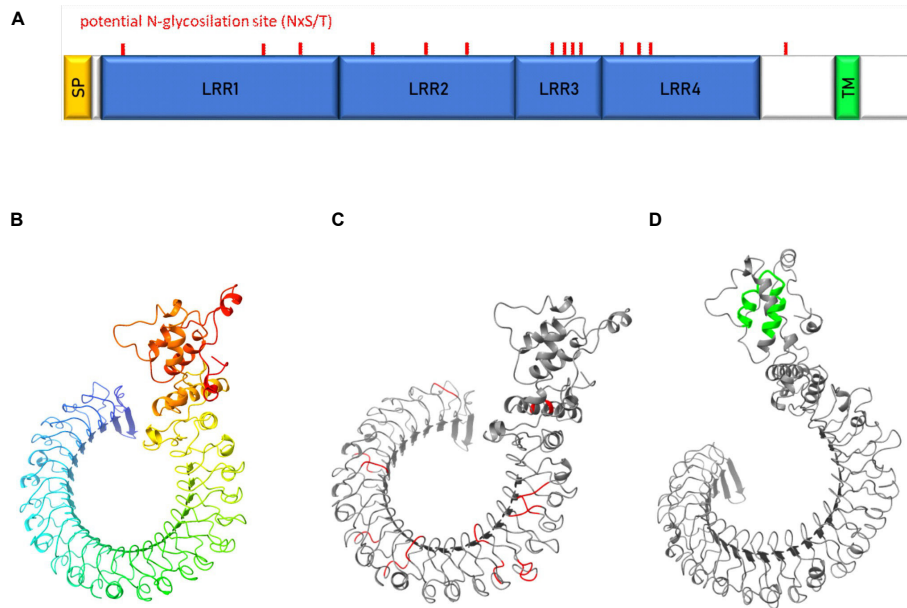 A
potential N-glycosilation site (NxS/T)
SP
LRR1
LRR2
LRR3
LRR4
TM
B
C
D